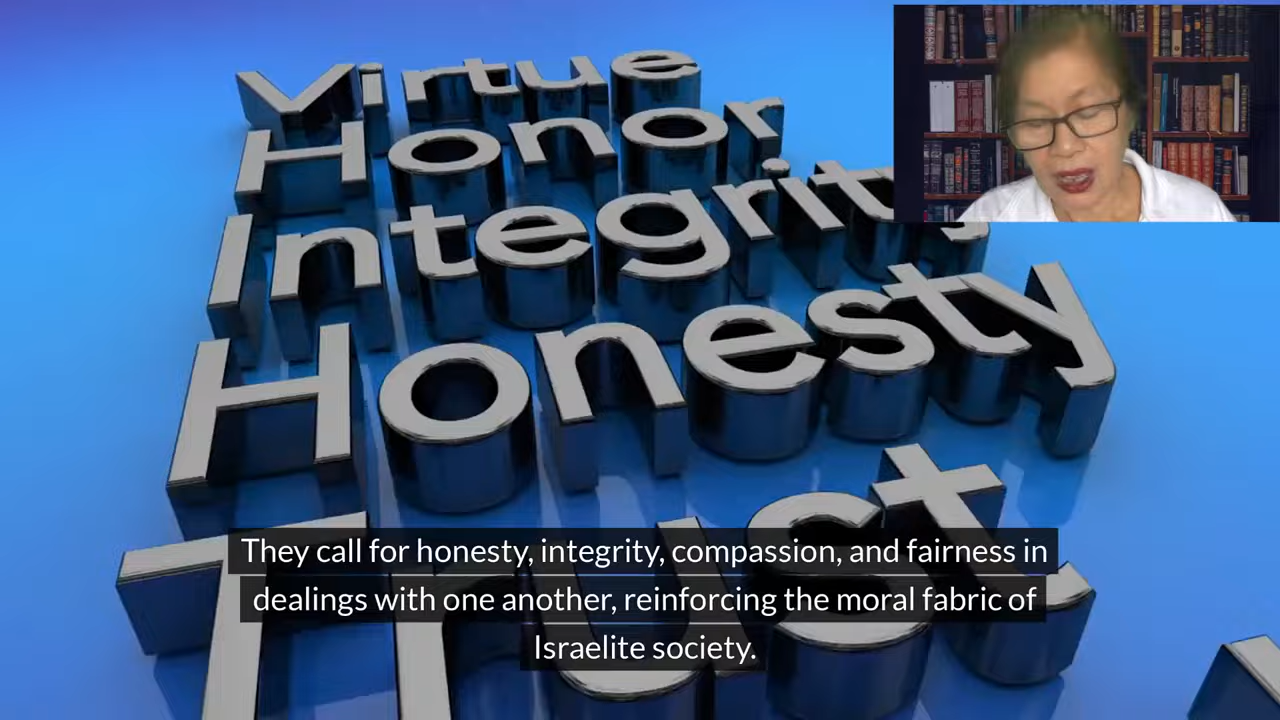 Virtue
Honor
Integrity
Honesty
Trust
They call for honesty, integrity, compassion, and fairness in
dealings with one another, reinforcing the moral fabric of
Israelite society.